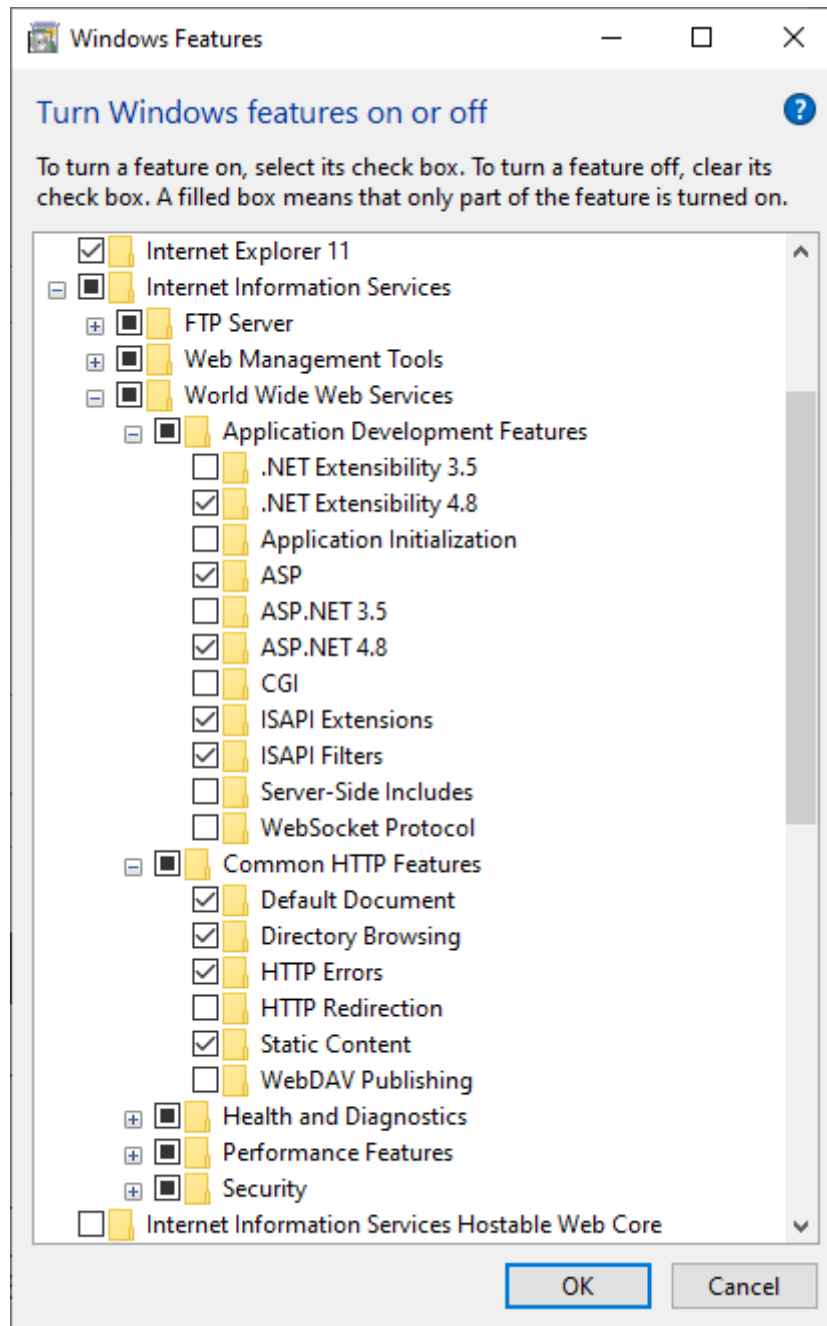 Windows Features
Turn Windows features on or off
To turn a feature on, select its check box. To turn a feature off, clear its
check box. A filled box means that only part of the feature is turned on.
Internet Explorer 11
Internet Information Services
FTP Server
Web Management Tools
World Wide Web Services
Application Development Features
.NET Extensibility 3.5
.NET Extensibility 4.8
Application Initialization
ASP
ASP.NET 3.5
ASP.NET 4.8
CGI
ISAPI Extensions
ISAPI Filters
Server-Side Includes
WebSocket Protocol
Common HTTP Features
Default Document
Directory Browsing
HTTP Errors
HTTP Redirection
Static Content
WebDAV Publishing
Health and Diagnostics
Performance Features
Security
Internet Information Services Hostable Web Core
OK Cancel